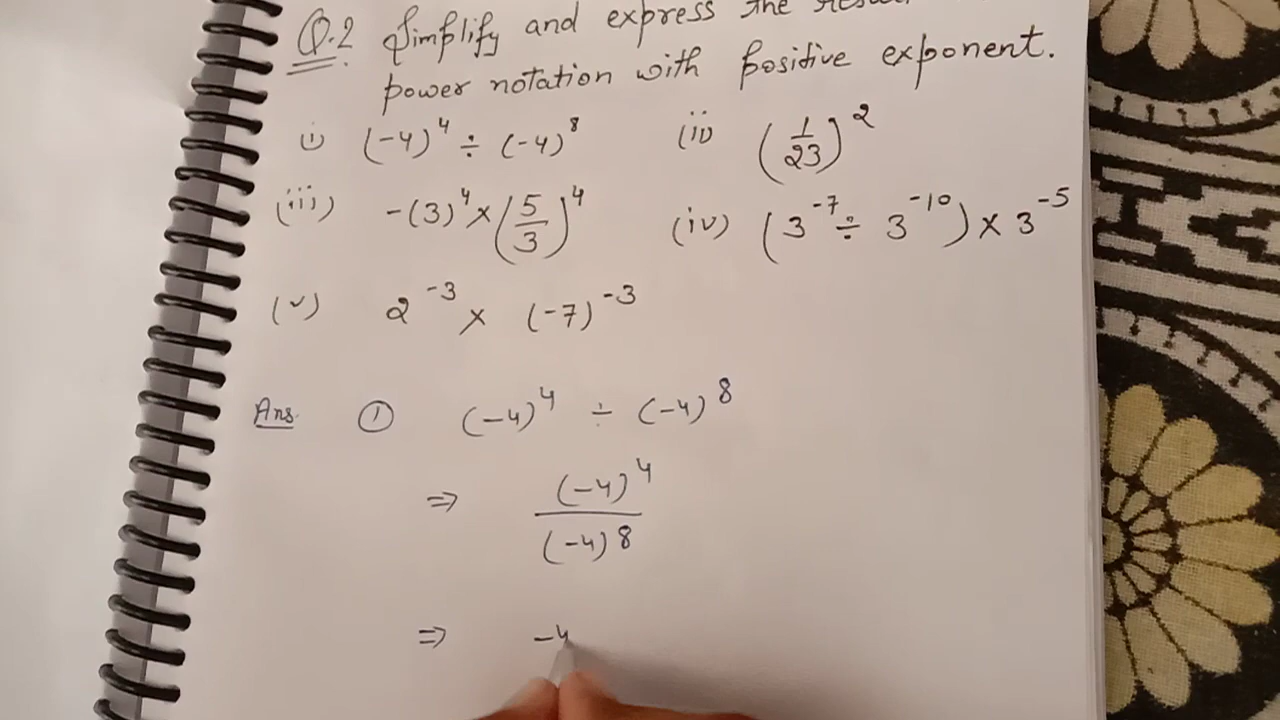 Q.2 Simplify and express the
power notation with positive exponent.
(i) (-4)⁴ ÷ (-4)⁸ (ii) (1/23)²
(iii) -(3)⁴ × (5/3)⁴ (iv) (3⁻⁷ ÷ 3⁻¹⁰) × 3⁻⁵
(v) 2⁻³ × (-7)⁻³
Ans. ① (-4)⁴ ÷ (-4)⁸
⇒ (-4)⁴
(-4)⁸
⇒ -4